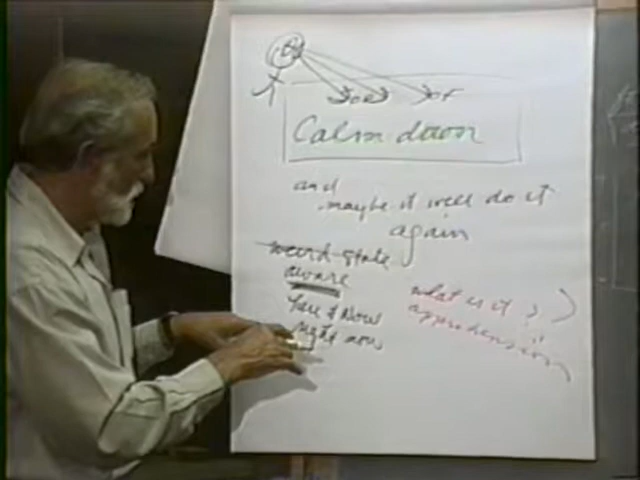 Calm down
and
maybe it will do it
again
weird state
aware
here & Now
right now
what is it ? ?
apprehension